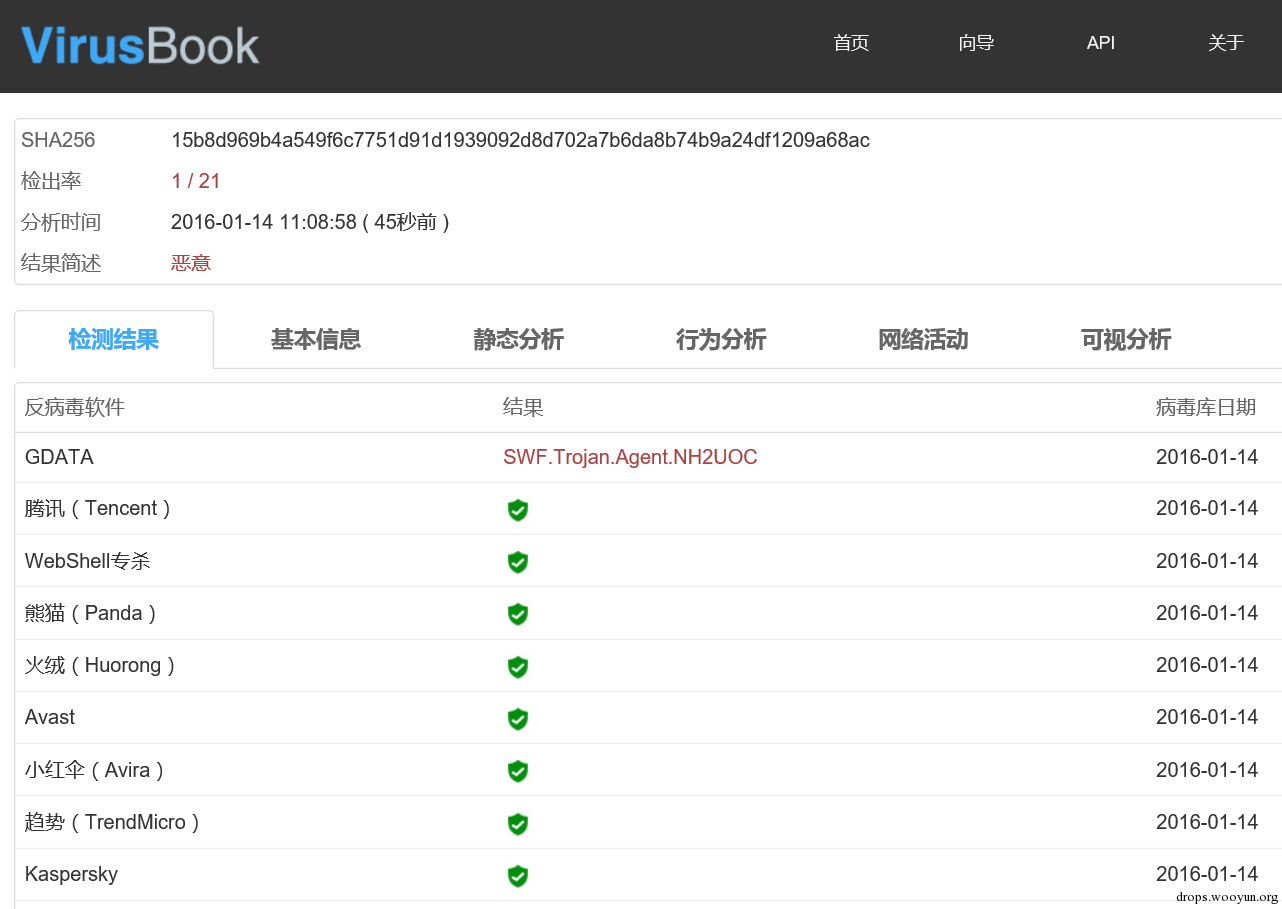 VirusBook 首页 向导 API 关于
SHA256 15b8d969b4a549f6c7751d91d1939092d8d702a7b6da8b74b9a24df1209a68ac
检出率 1 / 21
分析时间 2016-01-14 11:08:58 ( 45秒前 )
结果简述 恶意
检测结果 基本信息 静态分析 行为分析 网络活动 可视分析
反病毒软件 结果 病毒库日期
GDATA SWF.Trojan.Agent.NH2UOC 2016-01-14
腾讯 ( Tencent ) 2016-01-14
WebShell专杀 2016-01-14
熊猫 ( Panda ) 2016-01-14
火绒 ( Huorong ) 2016-01-14
Avast 2016-01-14
小红伞 ( Avira ) 2016-01-14
趋势 ( TrendMicro ) 2016-01-14
Kaspersky 2016-01-14
drops.wooyun.org